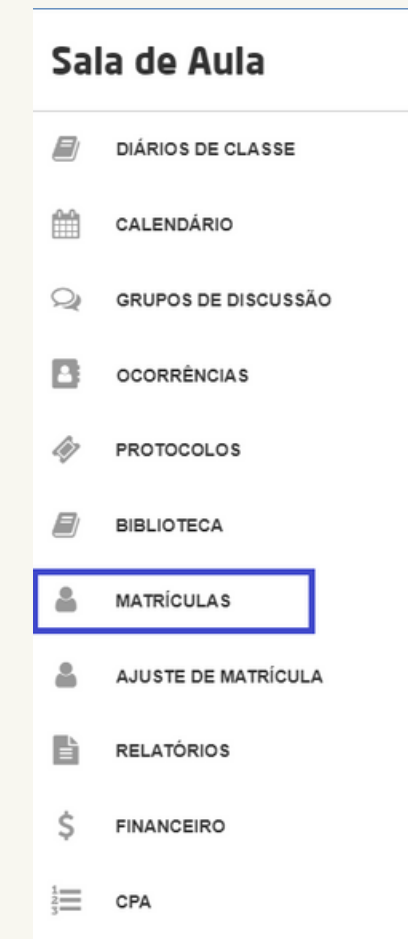 Sala de Aula
DIÁRIOS DE CLASSE
CALENDÁRIO
GRUPOS DE DISCUSSÃO
OCORRÊNCIAS
PROTOCOLOS
BIBLIOTECA
MATRÍCULAS
AJUSTE DE MATRÍCULA
RELATÓRIOS
FINANCEIRO
CPA